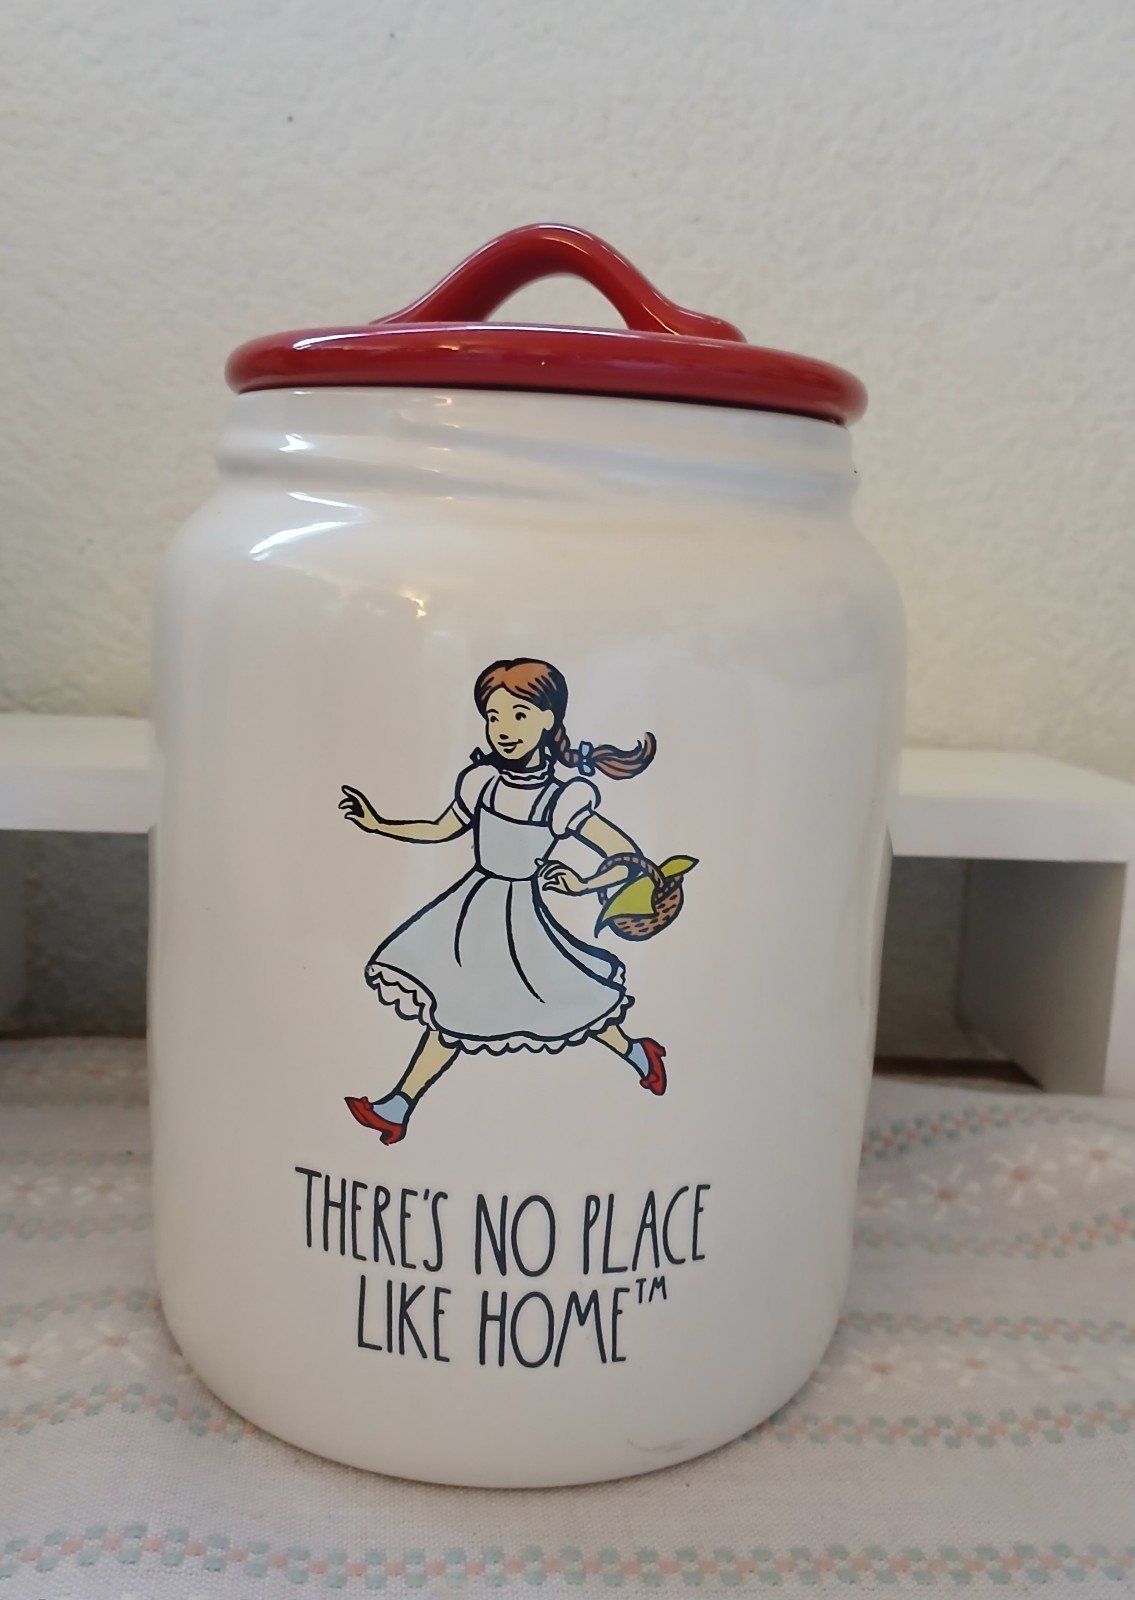 THERE'S NO PLACE
LIKE HOME™